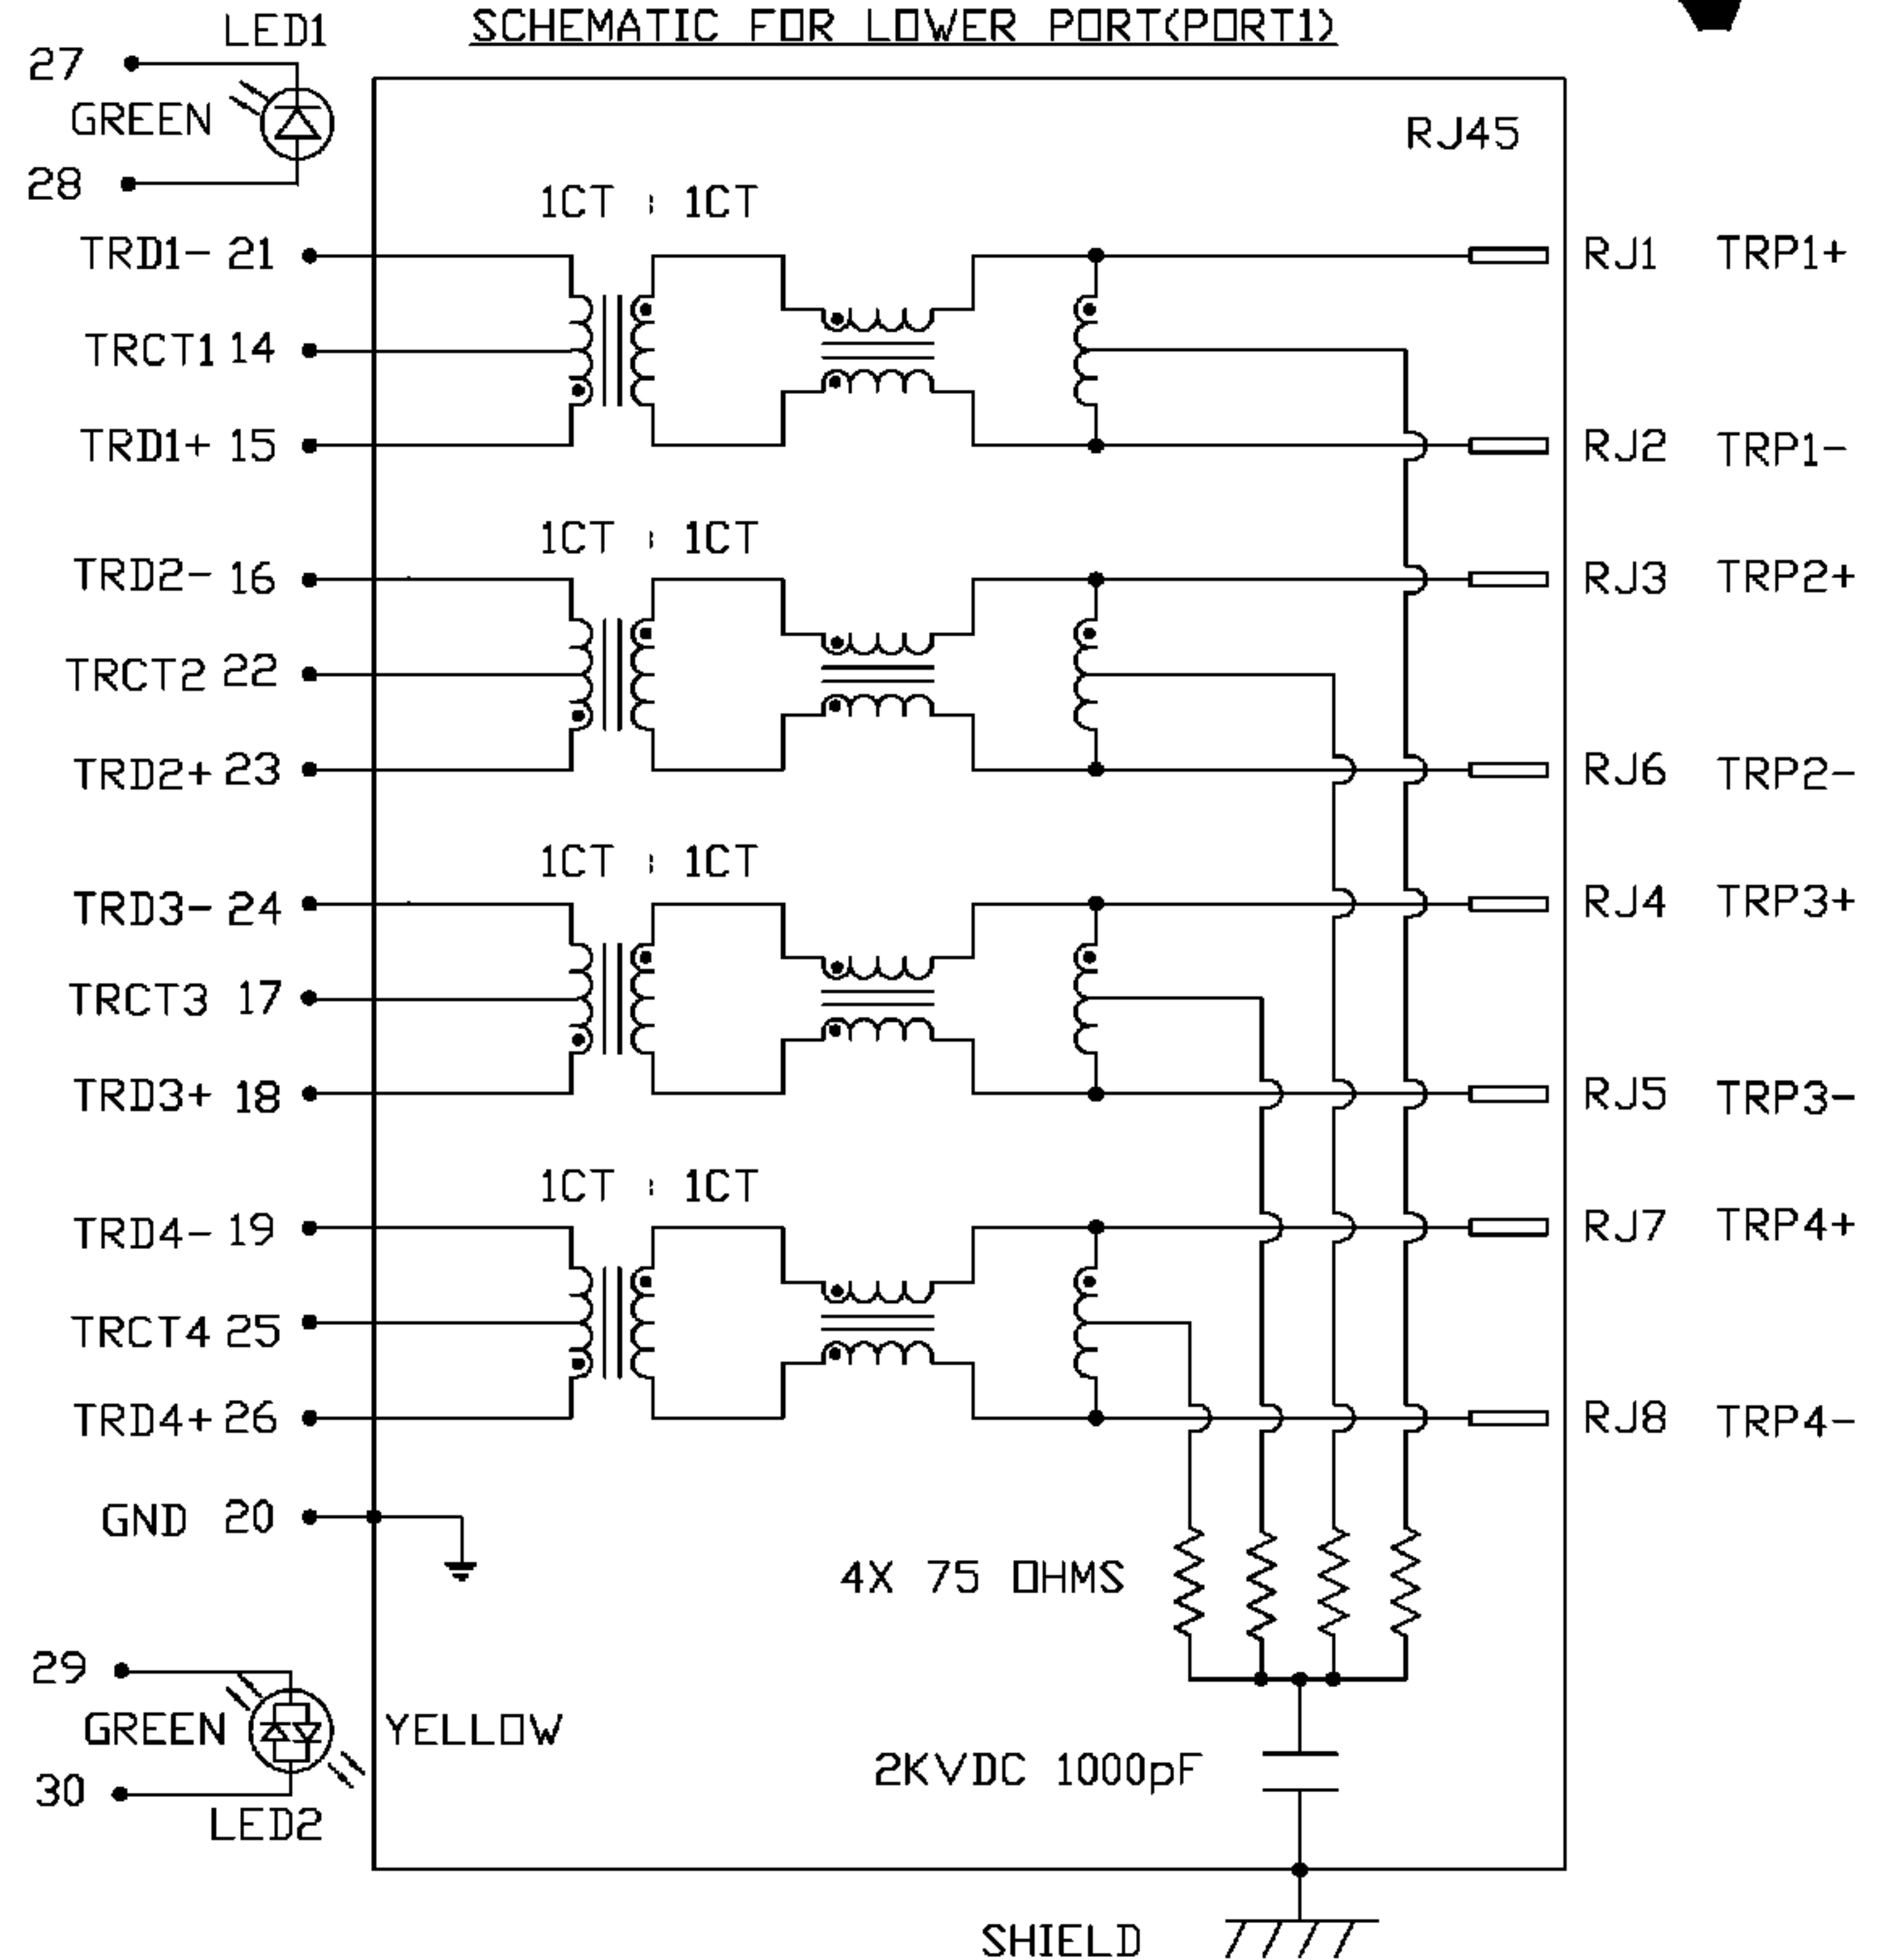 SCHEMATIC FOR LOWER PORT(PORT1)
LED1
27
GREEN
28
RJ45
1CT : 1CT
TRD1- 21
RJ1 TRP1+
TRCT1 14
TRD1+ 15
RJ2 TRP1-
1CT : 1CT
TRD2- 16
RJ3 TRP2+
TRCT2 22
TRD2+ 23
RJ6 TRP2-
1CT : 1CT
TRD3- 24
RJ4 TRP3+
TRCT3 17
TRD3+ 18
RJ5 TRP3-
1CT : 1CT
TRD4- 19
RJ7 TRP4+
TRCT4 25
TRD4+ 26
RJ8 TRP4-
GND 20
4X 75 OHMS
29
GREEN
YELLOW
30
LED2
2KVDC 1000pF
SHIELD